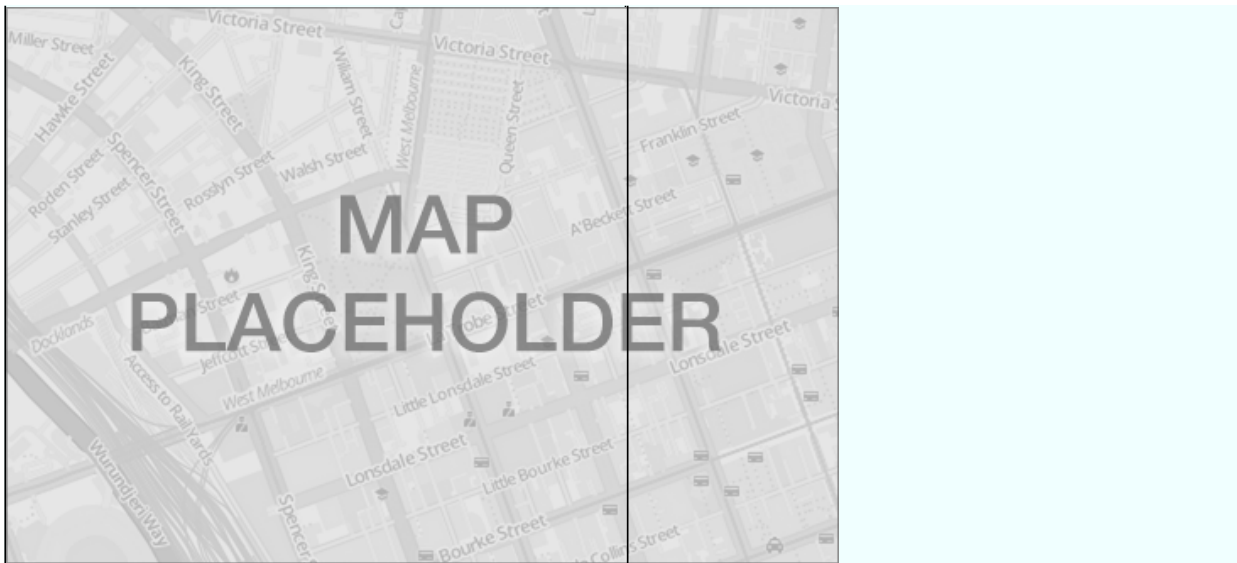 Victoria Street
Miller Street
Victoria Street
King Street
William Street
West Melbourne
Hawke Street
Queen Street
Victoria S
Franklin Street
Spencer Street
Walsh Street
Rosslyn Street
Roden Street
Stanley Street
MAP
A'Beckett Street
King Street
PLACEHOLDER
Docklands
Jeffcott Street
Lonsdale Street
Access to Rail Yards
West Melbourne
Little Lonsdale Street
Wurundjeri Way
Lonsdale Street
Little Bourke Street
Spencer
Bourke Street
Collins Street